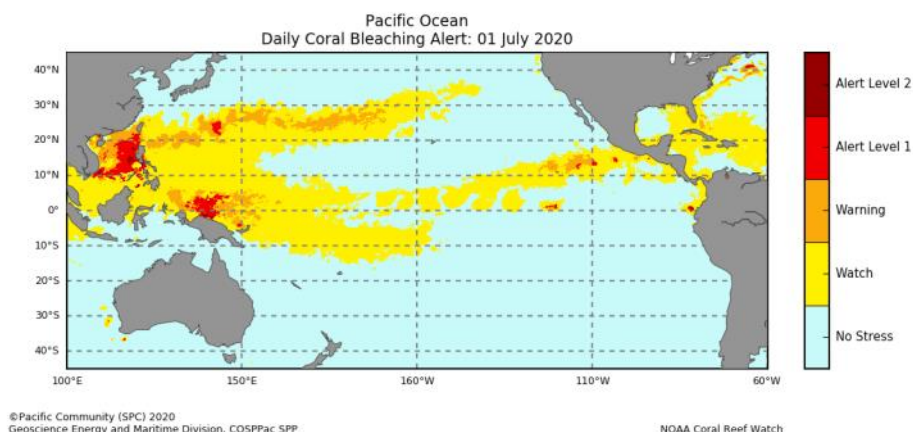 Pacific Ocean
Daily Coral Bleaching Alert: 01 July 2020
40°N
30°N
20°N
10°N
0°
10°S
20°S
30°S
40°S
100°E
150°E
160°W
110°W
60°W
Alert Level 2
Alert Level 1
Warning
Watch
No Stress
©Pacific Community (SPC) 2020
Geoscience Energy and Maritime Division, COSPPac SPP
NOAA Coral Reef Watch